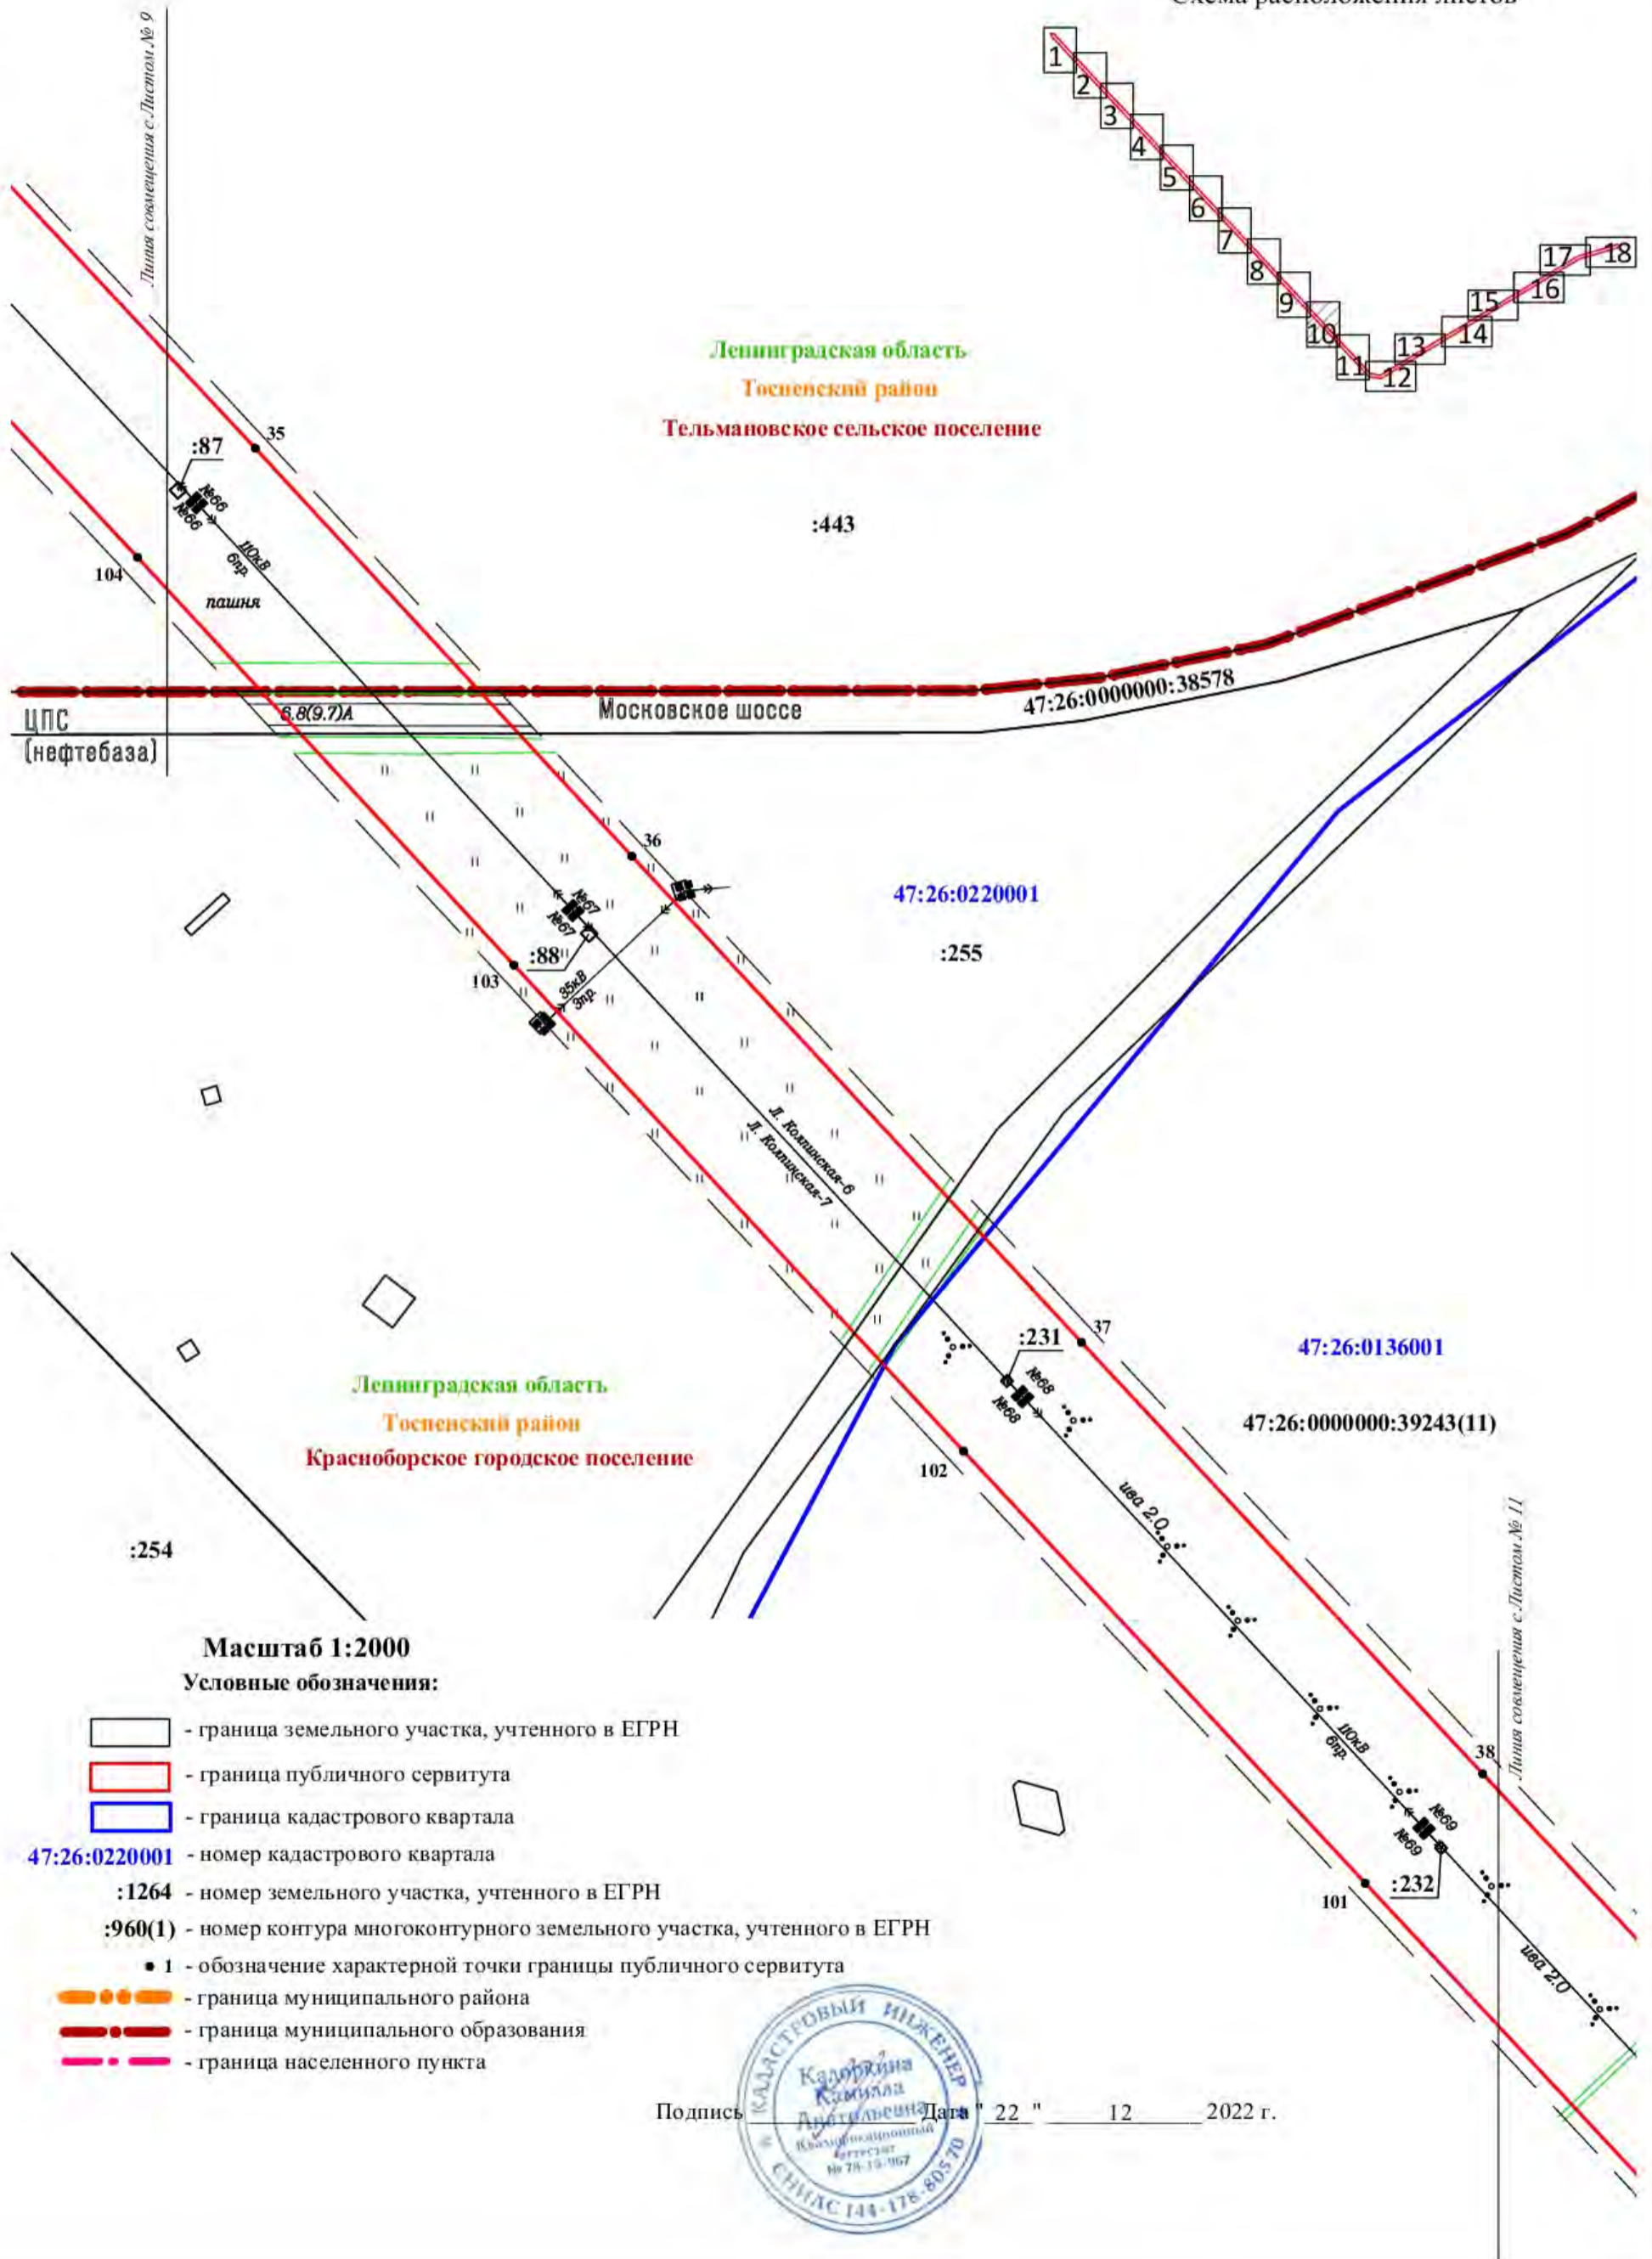 Схема расположения листов
1
2
3
4
5
6
7
8
9
10
11
12
13
14
15
16
17
18
Линия совмещения с Листом № 9
Ленинградская область
Тосненский район
Тельмановское сельское поселение
:443
35
:87
№66
№66
110кВ
6пр.
104
пашня
47:26:0000000:38578
6.8(9.7)А
Московское шоссе
ЦПС
(нефтебаза)
36
47:26:0220001
:255
№67
№67
:88
103
35кВ
3пр.
Л. Колпинская-6
Л. Колпинская-7
37
:231
№68
№68
47:26:0136001
47:26:0000000:39243(11)
Ленинградская область
Тосненский район
Красноборское городское поселение
102
ива 2.0
:254
Линия совмещения с Листом № 11
110кВ
6пр.
38
№69
№69
:232
101
ива 2.0
Масштаб 1:2000
Условные обозначения:
- граница земельного участка, учтенного в ЕГРН
- граница публичного сервитута
- граница кадастрового квартала
47:26:0220001 - номер кадастрового квартала
:1264 - номер земельного участка, учтенного в ЕГРН
:960(1) - номер контура многоконтурного земельного участка, учтенного в ЕГРН
1 - обозначение характерной точки границы публичного сервитута
- граница муниципального района
- граница муниципального образования
- граница населенного пункта
Подпись Дата " 22 " 12 2022 г.
КАДАСТРОВЫЙ ИНЖЕНЕР
Камилла
Анатольевна
Квалификационный
аттестат
СНИЛС 144-178-805 70